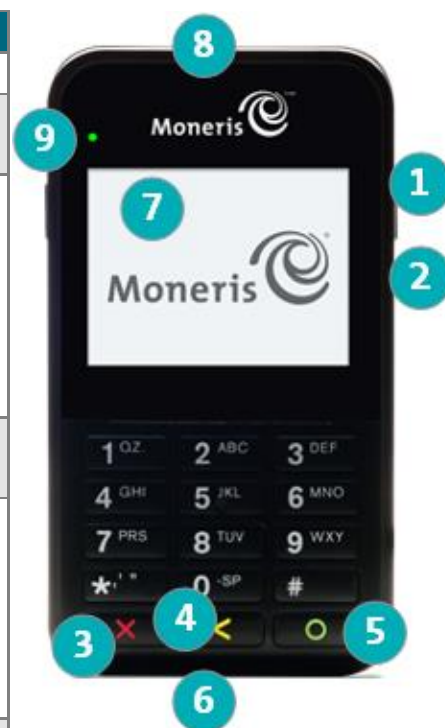 8
Moneris™
9
1
7
Moneris®
2
1 QZ. 2 ABC 3 DEF
4 GHI 5 JKL 6 MNO
7 PRS 8 TUV 9 WXY
*,'" 0 -SP #
3 4 5
6